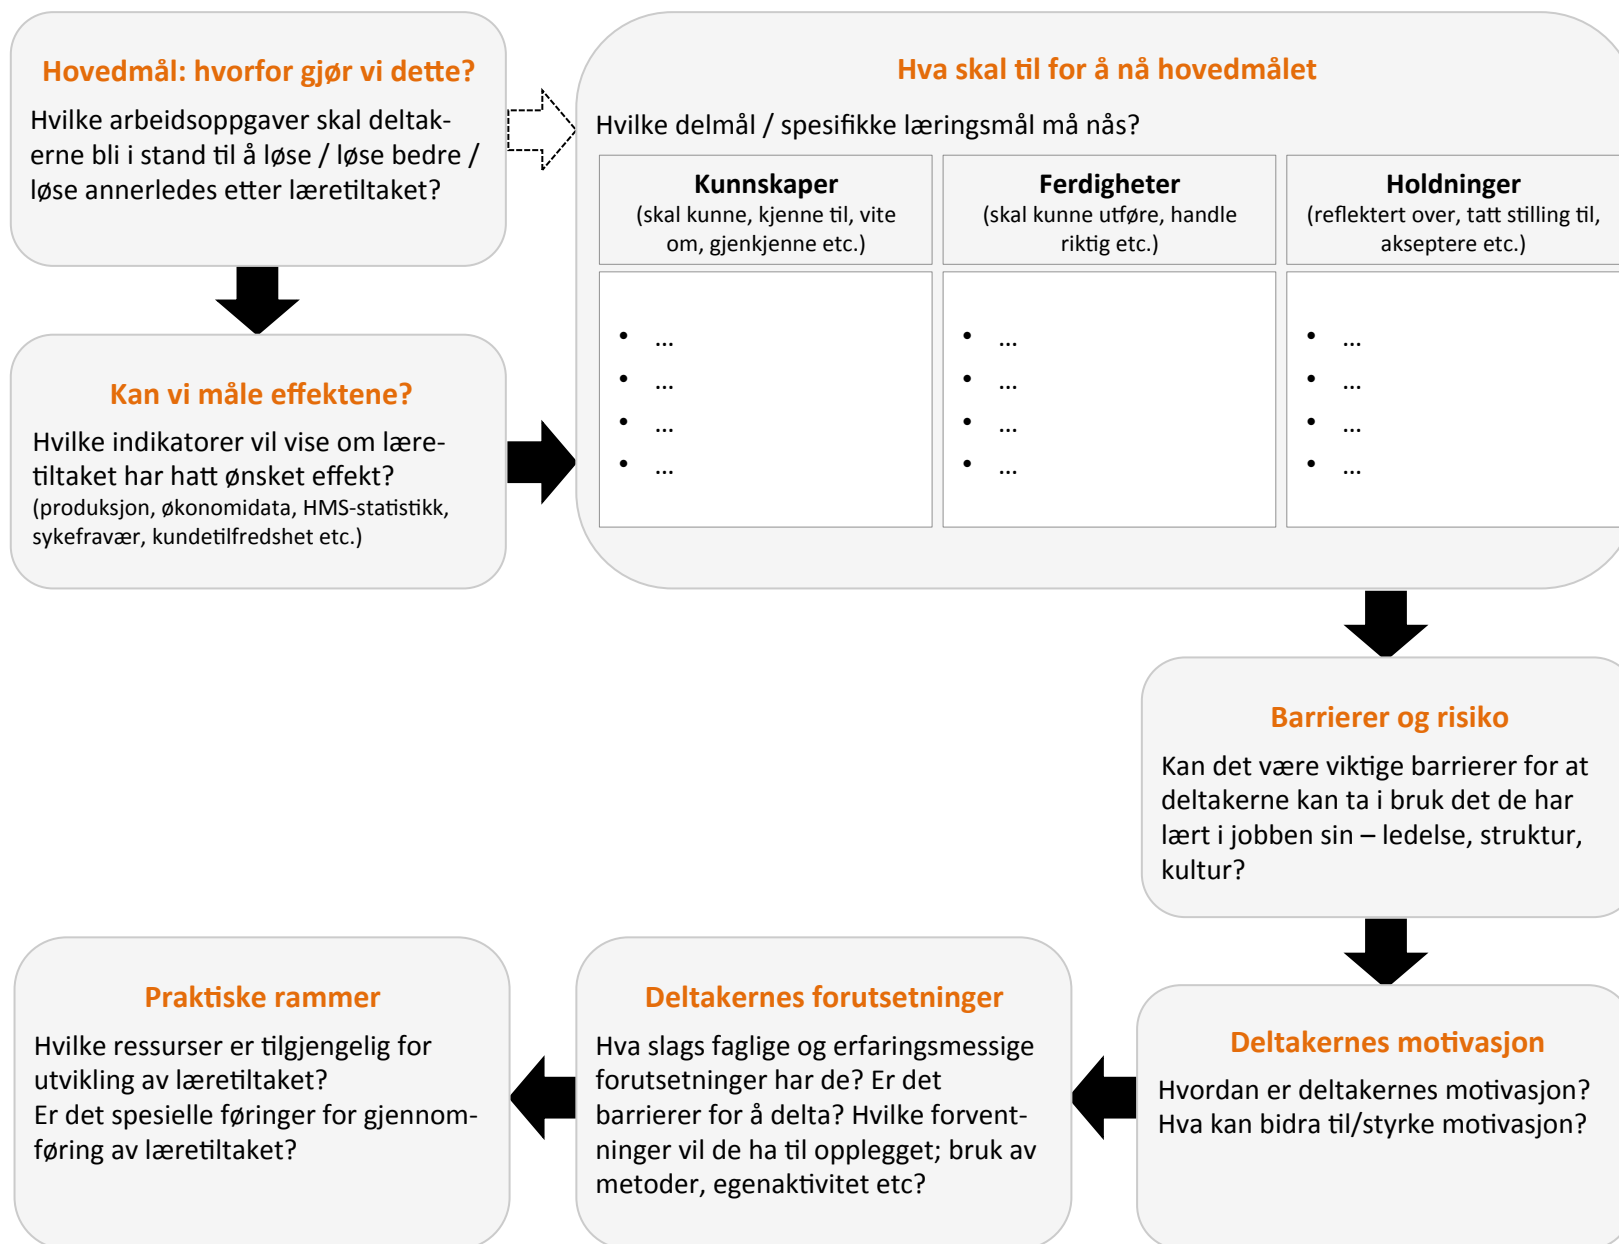 Hovedmål: hvorfor gjør vi dette?
Hvilke arbeidsoppgaver skal deltak-
erne bli i stand til å løse / løse bedre /
løse annerledes etter læretiltaket?
Kan vi måle effektene?
Hvilke indikatorer vil vise om lære-
tiltaket har hatt ønsket effekt?
(produksjon, økonomidata, HMS-statistikk,
sykefravær, kundetilfredshet etc.)
Hva skal til for å nå hovedmålet
Hvilke delmål / spesifikke læringsmål må nås?
Kunnskaper
(skal kunne, kjenne til, vite
om, gjenkjenne etc.)
• ...
• ...
• ...
• ...
Ferdigheter
(skal kunne utføre, handle
riktig etc.)
• ...
• ...
• ...
• ...
Holdninger
(reflektert over, tatt stilling til,
akseptere etc.)
• ...
• ...
• ...
• ...
Barrierer og risiko
Kan det være viktige barrierer for at
deltakerne kan ta i bruk det de har
lært i jobben sin – ledelse, struktur,
kultur?
Deltakernes motivasjon
Hvordan er deltakernes motivasjon?
Hva kan bidra til/styrke motivasjon?
Deltakernes forutsetninger
Hva slags faglige og erfaringsmessige
forutsetninger har de? Er det
barrierer for å delta? Hvilke forvent-
ninger vil de ha til opplegget; bruk av
metoder, egenaktivitet etc?
Praktiske rammer
Hvilke ressurser er tilgjengelig for
utvikling av læretiltaket?
Er det spesielle føringer for gjennom-
føring av læretiltaket?